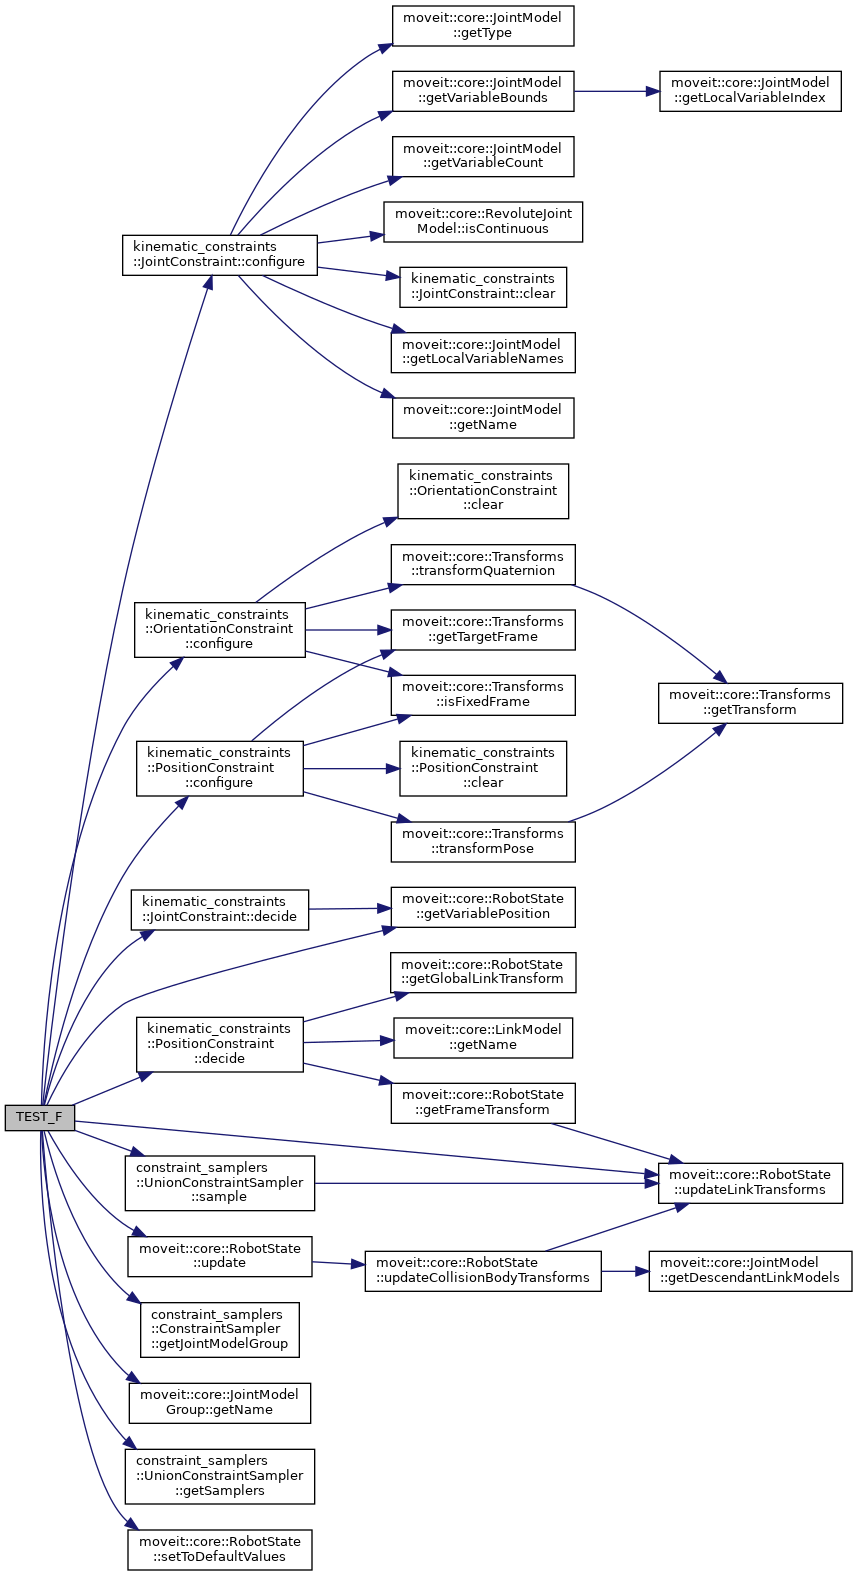 moveit::core::JointModel
::getType
moveit::core::JointModel
::getVariableBounds
moveit::core::JointModel
::getLocalVariableIndex
moveit::core::JointModel
::getVariableCount
moveit::core::RevoluteJoint
Model::isContinuous
kinematic_constraints
::JointConstraint::configure
kinematic_constraints
::JointConstraint::clear
moveit::core::JointModel
::getLocalVariableNames
moveit::core::JointModel
::getName
kinematic_constraints
::OrientationConstraint
::clear
moveit::core::Transforms
::transformQuaternion
kinematic_constraints
::OrientationConstraint
::configure
moveit::core::Transforms
::getTargetFrame
moveit::core::Transforms
::isFixedFrame
moveit::core::Transforms
::getTransform
kinematic_constraints
::PositionConstraint
::configure
kinematic_constraints
::PositionConstraint
::clear
moveit::core::Transforms
::transformPose
kinematic_constraints
::JointConstraint::decide
moveit::core::RobotState
::getVariablePosition
moveit::core::RobotState
::getGlobalLinkTransform
kinematic_constraints
::PositionConstraint
::decide
moveit::core::LinkModel
::getName
moveit::core::RobotState
::getFrameTransform
TEST_F
constraint_samplers
::UnionConstraintSampler
::sample
moveit::core::RobotState
::updateLinkTransforms
moveit::core::RobotState
::update
moveit::core::RobotState
::updateCollisionBodyTransforms
moveit::core::JointModel
::getDescendantLinkModels
constraint_samplers
::ConstraintSampler
::getJointModelGroup
moveit::core::JointModel
Group::getName
constraint_samplers
::UnionConstraintSampler
::getSamplers
moveit::core::RobotState
::setToDefaultValues